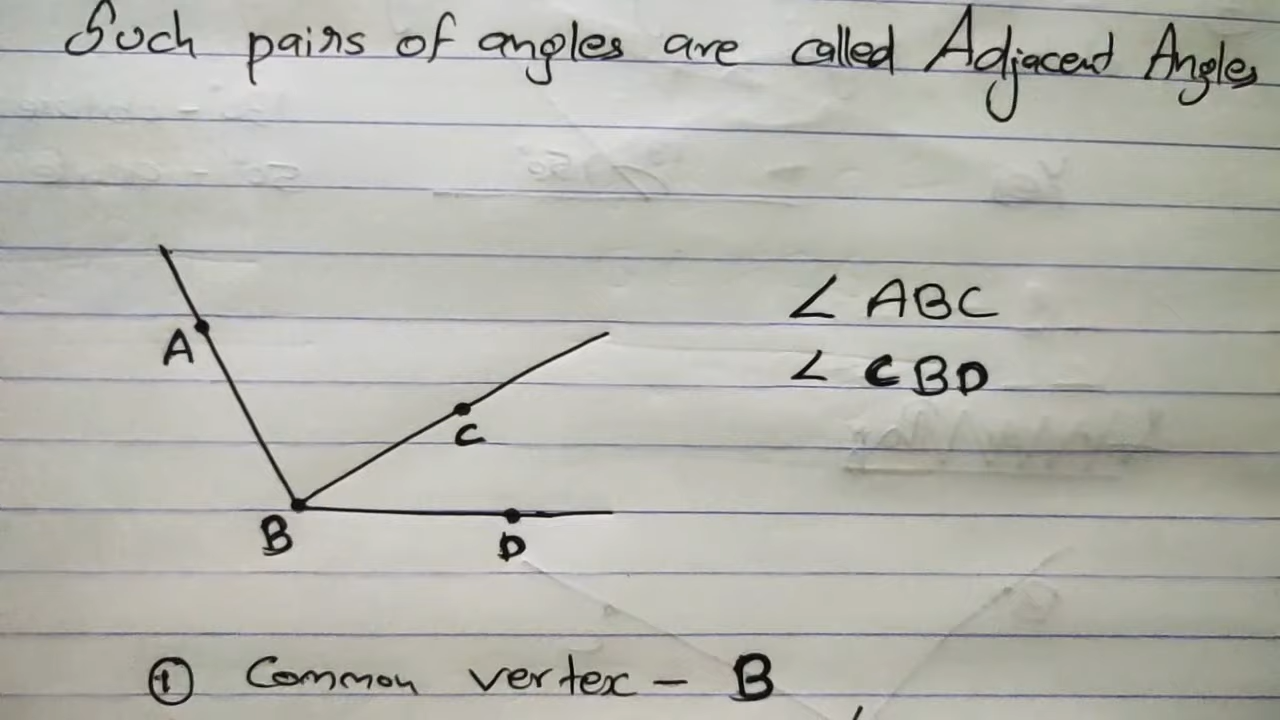 Such pairs of angles are called Adjacent Angles
∠ ABC
A
∠ CBD
C
B
D
① Common vertex - B